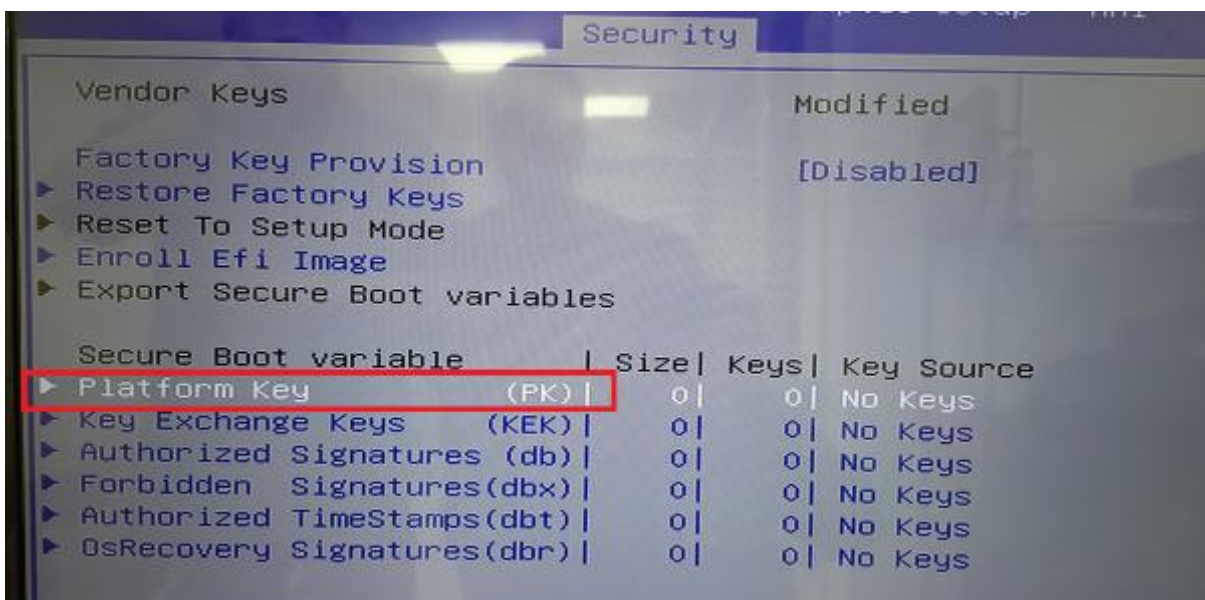 Security
Vendor Keys Modified
Factory Key Provision [Disabled]
Restore Factory Keys
Reset To Setup Mode
Enroll Efi Image
Export Secure Boot variables
Secure Boot variable | Size| Keys| Key Source
Platform Key (PK)| 0| 0| No Keys
Key Exchange Keys (KEK)| 0| 0| No Keys
Authorized Signatures (db)| 0| 0| No Keys
Forbidden Signatures(dbx)| 0| 0| No Keys
Authorized TimeStamps(dbt)| 0| 0| No Keys
OsRecovery Signatures(dbr)| 0| 0| No Keys